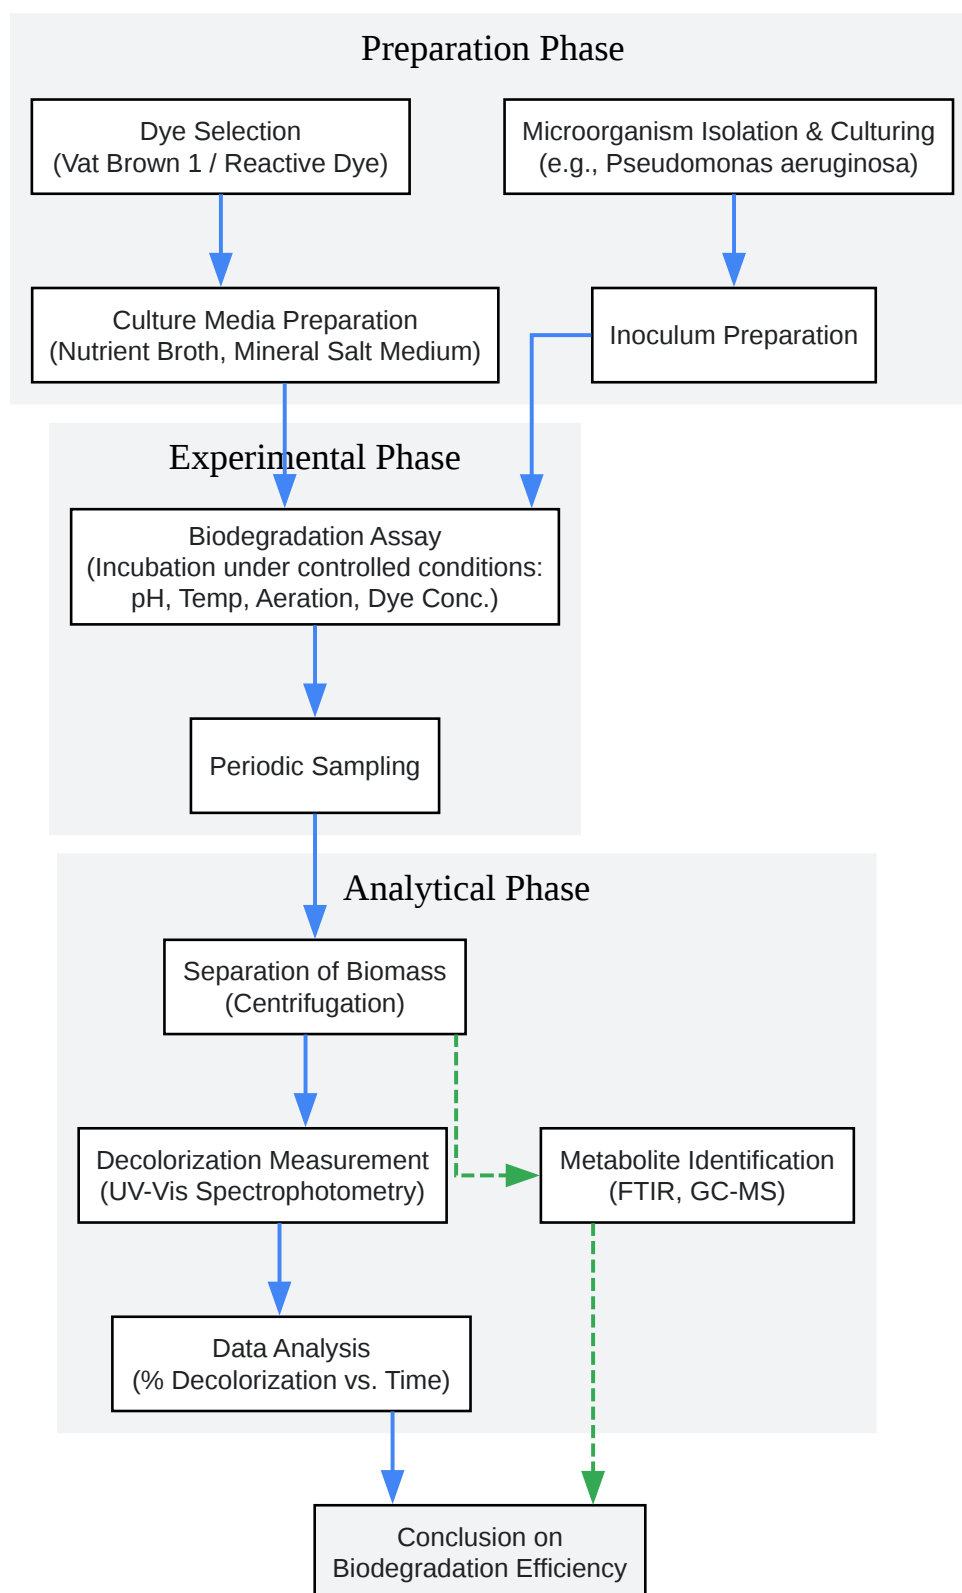 Preparation Phase
Dye Selection
(Vat Brown 1 / Reactive Dye)
Microorganism Isolation & Culturing
(e.g., Pseudomonas aeruginosa)
Culture Media Preparation
(Nutrient Broth, Mineral Salt Medium)
Inoculum Preparation
Experimental Phase
Biodegradation Assay
(Incubation under controlled conditions:
pH, Temp, Aeration, Dye Conc.)
Periodic Sampling
Analytical Phase
Separation of Biomass
(Centrifugation)
Decolorization Measurement
(UV-Vis Spectrophotometry)
Metabolite Identification
(FTIR, GC-MS)
Data Analysis
(% Decolorization vs. Time)
Conclusion on
Biodegradation Efficiency